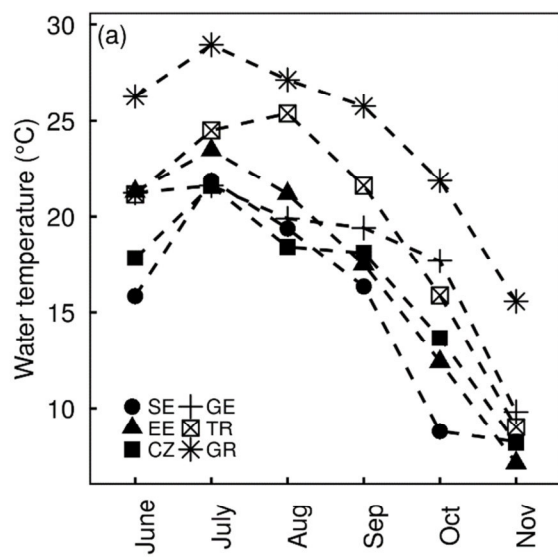 (a)
30
25
20
15
10
Water temperature (°C)
SE GE
EE TR
CZ GR
June July Aug Sep Oct Nov